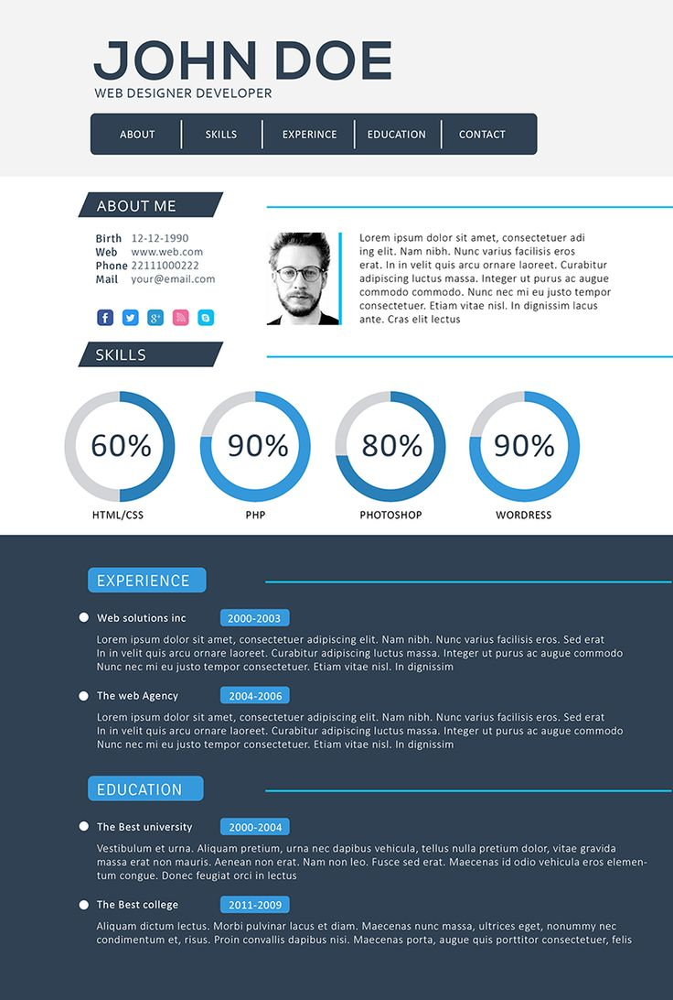 JOHN DOE
WEB DESIGNER DEVELOPER
ABOUT
SKILLS
EXPERINCE
EDUCATION
CONTACT
ABOUT ME
Birth 12-12-1990
Web www.web.com
Phone 22111000222
Mail your@email.com
Lorem ipsum dolor sit amet, consectetuer adi
ing elit. Nam nibh. Nunc varius facilisis eros
erat. In in velit quis arcu ornare laoreet. Curabitur
adipiscing luctus massa. Integer ut purus ac augue
commodo commodo. Nunc nec mi eu justo tempor
consectetuer. Etiam vitae nisl. In dignissim lacus
ante. Cras elit lectus
SKILLS
60%
90%
80%
90%
HTML/CSS
PHP
PHOTOSHOP
WORDRESS
EXPERIENCE
Web solutions inc 2000-2003
Lorem ipsum dolor sit amet, consectetuer adipiscing elit. Nam nibh. Nunc varius facilisis eros. Sed erat
In in velit quis arcu ornare laoreet. Curabitur adipiscing luctus massa. Integer ut purus ac augue commodo
Nunc nec mi eu justo tempor consectetuer. Etiam vitae nisl. In dignissim
The web Agency 2004-2006
Lorem ipsum dolor sit amet, consectetuer adipiscing elit. Nam nibh. Nunc varius facilisis eros. Sed erat
In in velit quis arcu ornare laoreet. Curabitur adipiscing luctus massa. Integer ut purus ac augue commodo
Nunc nec mi eu justo tempor consectetuer. Etiam vitae nisl. In dignissim
EDUCATION
The Best university 2000-2004
Vestibulum et urna. Aliquam pretium, urna nec dapibus vehicula, tellus nulla pretium dolor, vitae gravida
massa erat non mauris. Aenean non erat. Nam non leo. Fusce sed erat. Maecenas id odio vehicula eros elemen-
tum congue. Donec feugiat orci in lectus
The Best college 2011-2009
Aliquam dictum lectus. Morbi pulvinar lacus et diam. Maecenas nunc massa, ultrices eget, nonummy nec
condimentum et, risus. Proin convallis dapibus nisi. Maecenas porta, augue quis porttitor consectetuer, felis